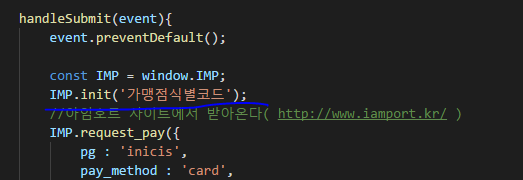 handleSubmit(event){
event.preventDefault();
const IMP = window.IMP;
IMP.init('가맹점식별코드');
//아임포트 사이트에서 받아온다( http://www.iamport.kr/ )
IMP.request_pay({
pg : 'inicis',
pay_method : 'card',